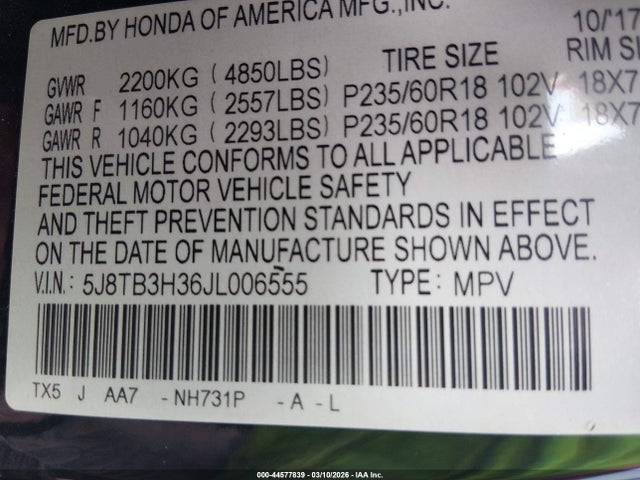 MFD.BY HONDA OF AMERICA MFG.,INC. 10/'17
TIRE SIZE RIM SI
GVWR 2200KG ( 4850LBS)
GAWR F 1160KG ( 2557LBS) P235/60R18 102V 18X7
GAWR R 1040KG ( 2293LBS) P235/60R18 102V 18X7
THIS VEHICLE CONFORMS TO ALL APPLICABLE
FEDERAL MOTOR VEHICLE SAFETY
AND THEFT PREVENTION STANDARDS IN EFFECT
ON THE DATE OF MANUFACTURE SHOWN ABOVE.
V.I.N.: 5J8TB3H36JL006555 TYPE: MPV
TX5 J AA7 - NH731P - A - L
000-44577839 - 03/10/2026 - IAA Inc.